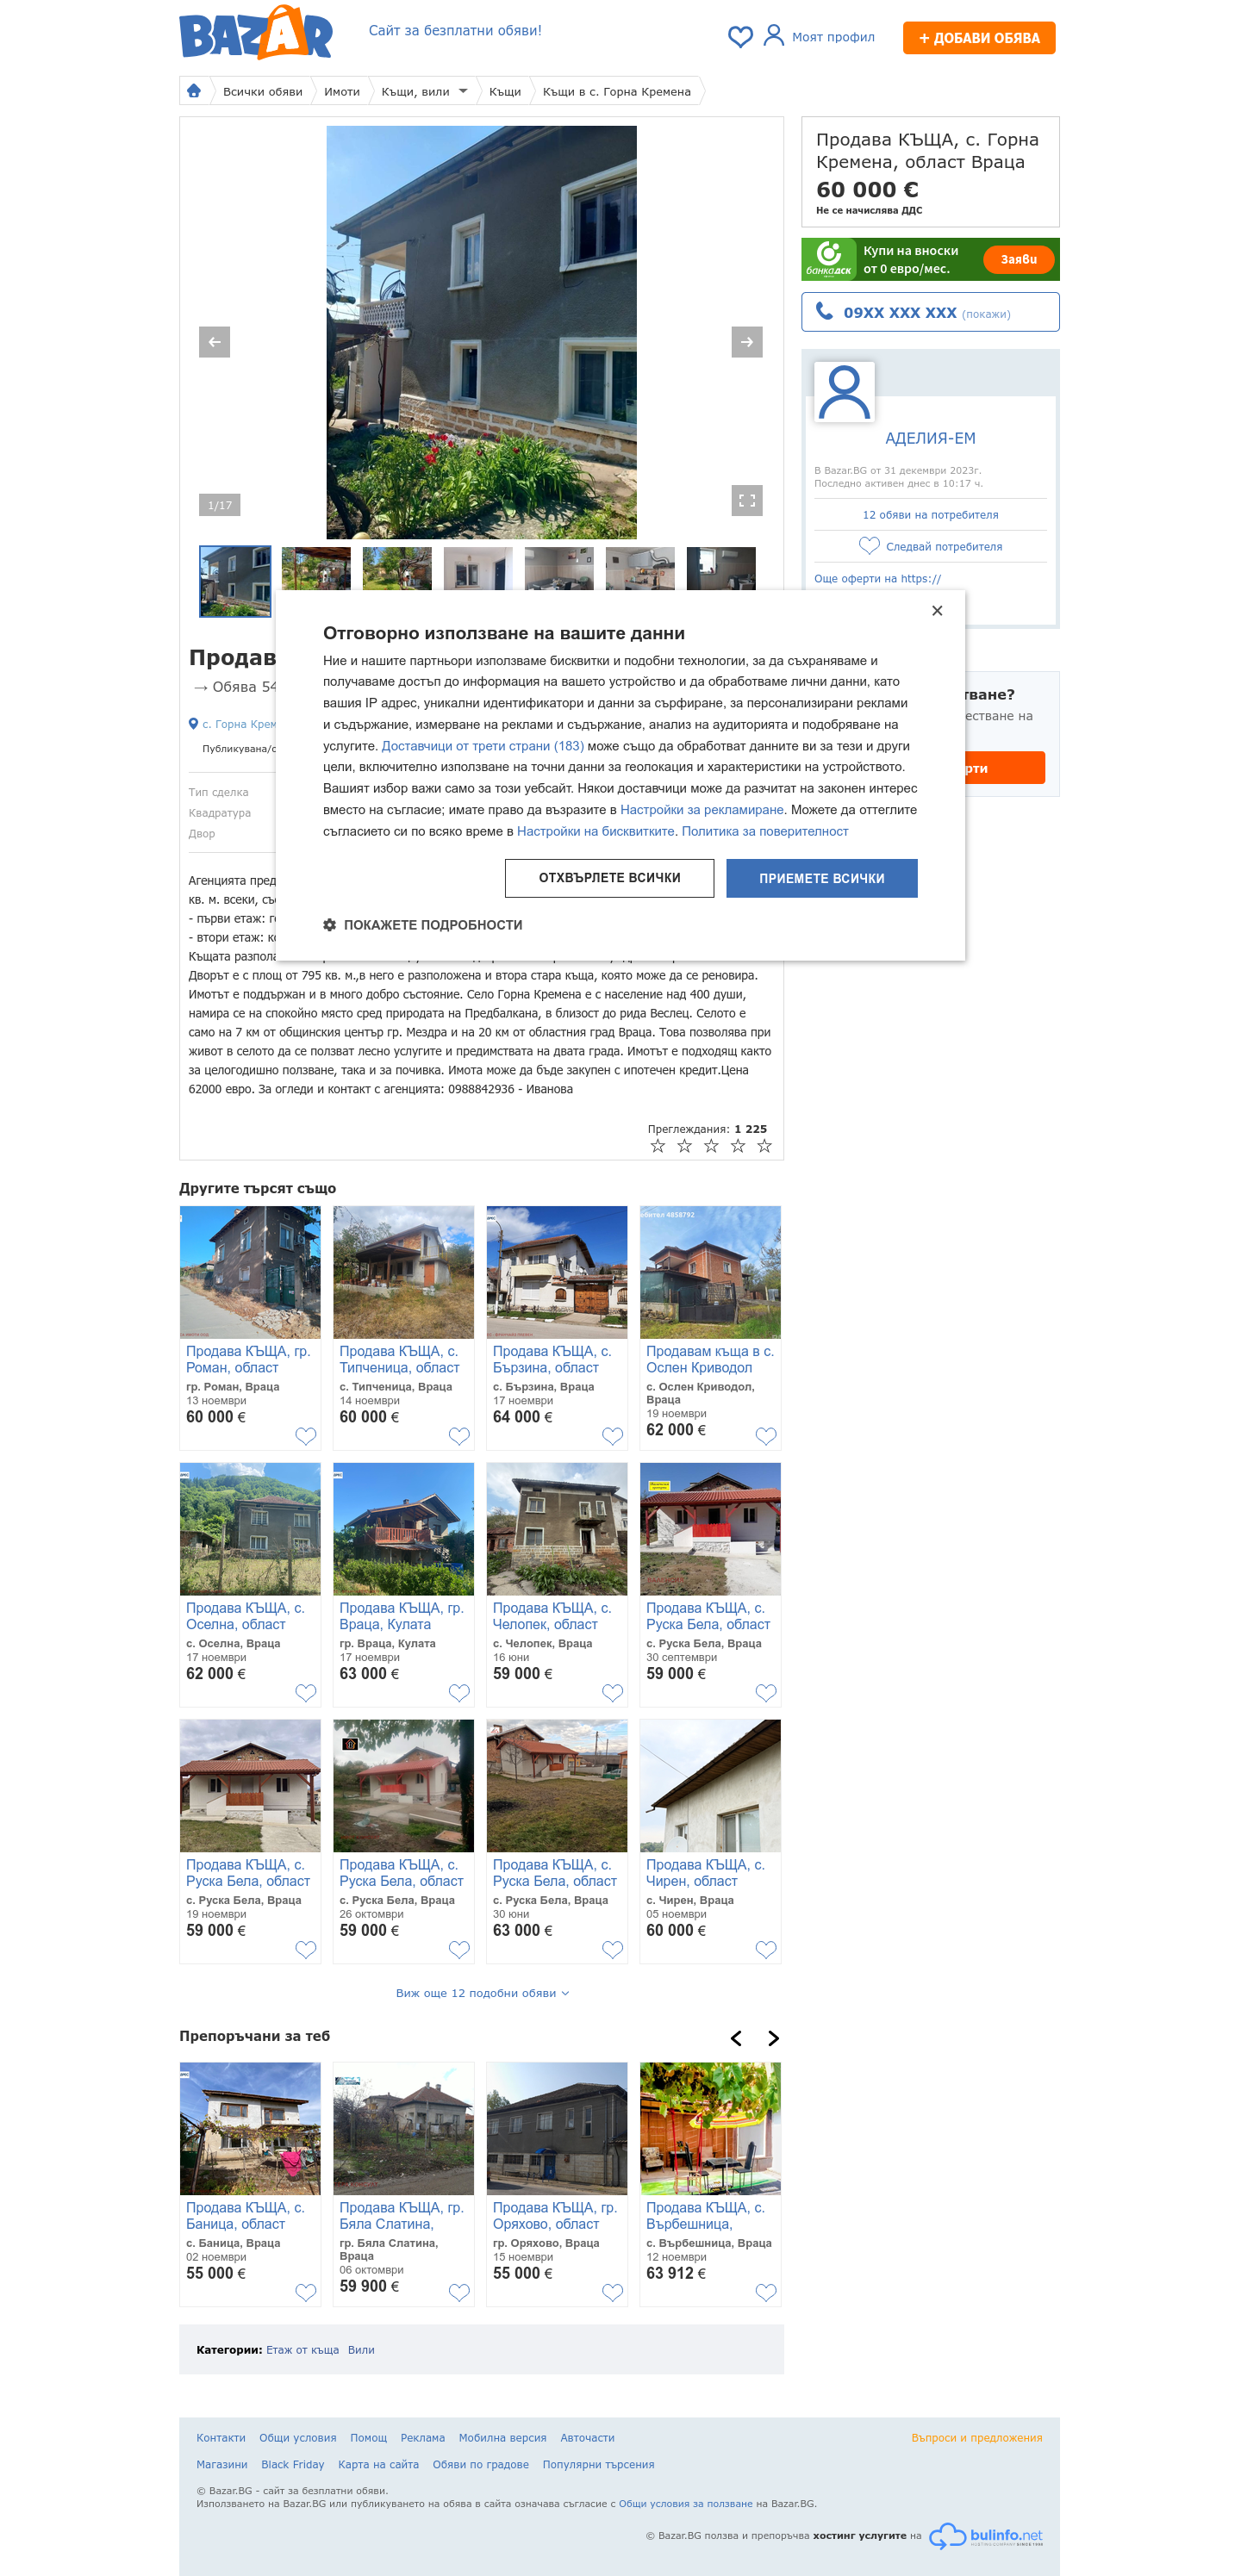 BAZAR
Сайт за безплатни обяви!
Моят профил
+ ДОБАВИ ОБЯВА
Всички обяви
Имоти
Къщи, вили
Къщи
Къщи в с. Горна Кремена
1/17
Продава КЪЩА, с. Горна
Кремена, област Враца
60 000 €
Не се начислява ДДС
банка дск
Купи на вноски
от 0 евро/мес.
Заяви
09XX XXX XXX (покажи)
АДЕЛИЯ-ЕМ
В Bazar.BG от 31 декември 2023г.
Последно активен днес в 10:17 ч.
12 обяви на потребителя
Следвай потребителя
Още оферти на https://
Продав
→ Обява 54
с. Горна Крем
Публикувана/о
Тип сделка
Квадратура
Двор
×
Отговорно използване на вашите данни
Ние и нашите партньори използваме бисквитки и подобни технологии, за да съхраняваме и
получаваме достъп до информация на вашето устройство и да обработваме лични данни, като
вашия IP адрес, уникални идентификатори и данни за сърфиране, за персонализирани реклами
и съдържание, измерване на реклами и съдържание, анализ на аудиторията и подобряване на
услугите. Доставчици от трети страни (183) може също да обработват данните ви за тези и други
цели, включително използване на точни данни за геолокация и характеристики на устройството.
Вашият избор важи само за този уебсайт. Някои доставчици може да разчитат на законен интерес
вместо на съгласие; имате право да възразите в Настройки за рекламиране. Можете да оттеглите
съгласието си по всяко време в Настройки на бисквитките. Политика за поверителност
ОТХВЪРЛЕТЕ ВСИЧКИ
ПРИЕМЕТЕ ВСИЧКИ
ПОКАЖЕТЕ ПОДРОБНОСТИ
тване?
естване на
рти
Агенцията пред
кв. м. всеки, със
- първи етаж: го
- втори етаж: ко
Къщата разпола
Дворът е с площ от 795 кв. м.,в него е разположена и втора стара къща, която може да се реновира.
Имотът е поддържан и в много добро състояние. Село Горна Кремена е с население над 400 души,
намира се на спокойно място сред природата на Предбалкана, в близост до рида Веслец. Селото е
само на 7 км от общинския център гр. Мездра и на 20 км от областния град Враца. Това позволява при
живот в селото да се ползват лесно услугите и предимствата на двата града. Имотът е подходящ както
за целогодишно ползване, така и за почивка. Имота може да бъде закупен с ипотечен кредит.Цена
62000 евро. За огледи и контакт с агенцията: 0988842936 - Иванова
Преглеждания: 1 225
Другите търсят също
Продава КЪЩА, гр.
Роман, област
гр. Роман, Враца
13 ноември
60 000 €
Продава КЪЩА, с.
Типченица, област
с. Типченица, Враца
14 ноември
60 000 €
Продава КЪЩА, с.
Бързина, област
с. Бързина, Враца
17 ноември
64 000 €
Продавам къща в с.
Ослен Криводол
с. Ослен Криводол,
Враца
19 ноември
62 000 €
Продава КЪЩА, с.
Оселна, област
с. Оселна, Враца
17 ноември
62 000 €
Продава КЪЩА, гр.
Враца, Кулата
гр. Враца, Кулата
17 ноември
63 000 €
Продава КЪЩА, с.
Челопек, област
с. Челопек, Враца
16 юни
59 000 €
Продава КЪЩА, с.
Руска Бела, област
с. Руска Бела, Враца
30 септември
59 000 €
Продава КЪЩА, с.
Руска Бела, област
с. Руска Бела, Враца
19 ноември
59 000 €
Продава КЪЩА, с.
Руска Бела, област
с. Руска Бела, Враца
26 октомври
59 000 €
Продава КЪЩА, с.
Руска Бела, област
с. Руска Бела, Враца
30 юни
63 000 €
Продава КЪЩА, с.
Чирен, област
с. Чирен, Враца
05 ноември
60 000 €
Виж още 12 подобни обяви
Препоръчани за теб
Продава КЪЩА, с.
Баница, област
с. Баница, Враца
02 ноември
55 000 €
Продава КЪЩА, гр.
Бяла Слатина,
гр. Бяла Слатина,
Враца
06 октомври
59 900 €
Продава КЪЩА, гр.
Оряхово, област
гр. Оряхово, Враца
15 ноември
55 000 €
Продава КЪЩА, с.
Върбешница,
с. Върбешница, Враца
12 ноември
63 912 €
Категории: Етаж от къща Вили
Контакти Общи условия Помощ Реклама Мобилна версия Авточасти
Въпроси и предложения
Магазини Black Friday Карта на сайта Обяви по градове Популярни търсения
© Bazar.BG - сайт за безплатни обяви.
Използването на Bazar.BG или публикуването на обява в сайта означава съгласие с Общи условия за ползване на Bazar.BG.
© Bazar.BG ползва и препоръчва хостинг услугите на
bulinfo.net